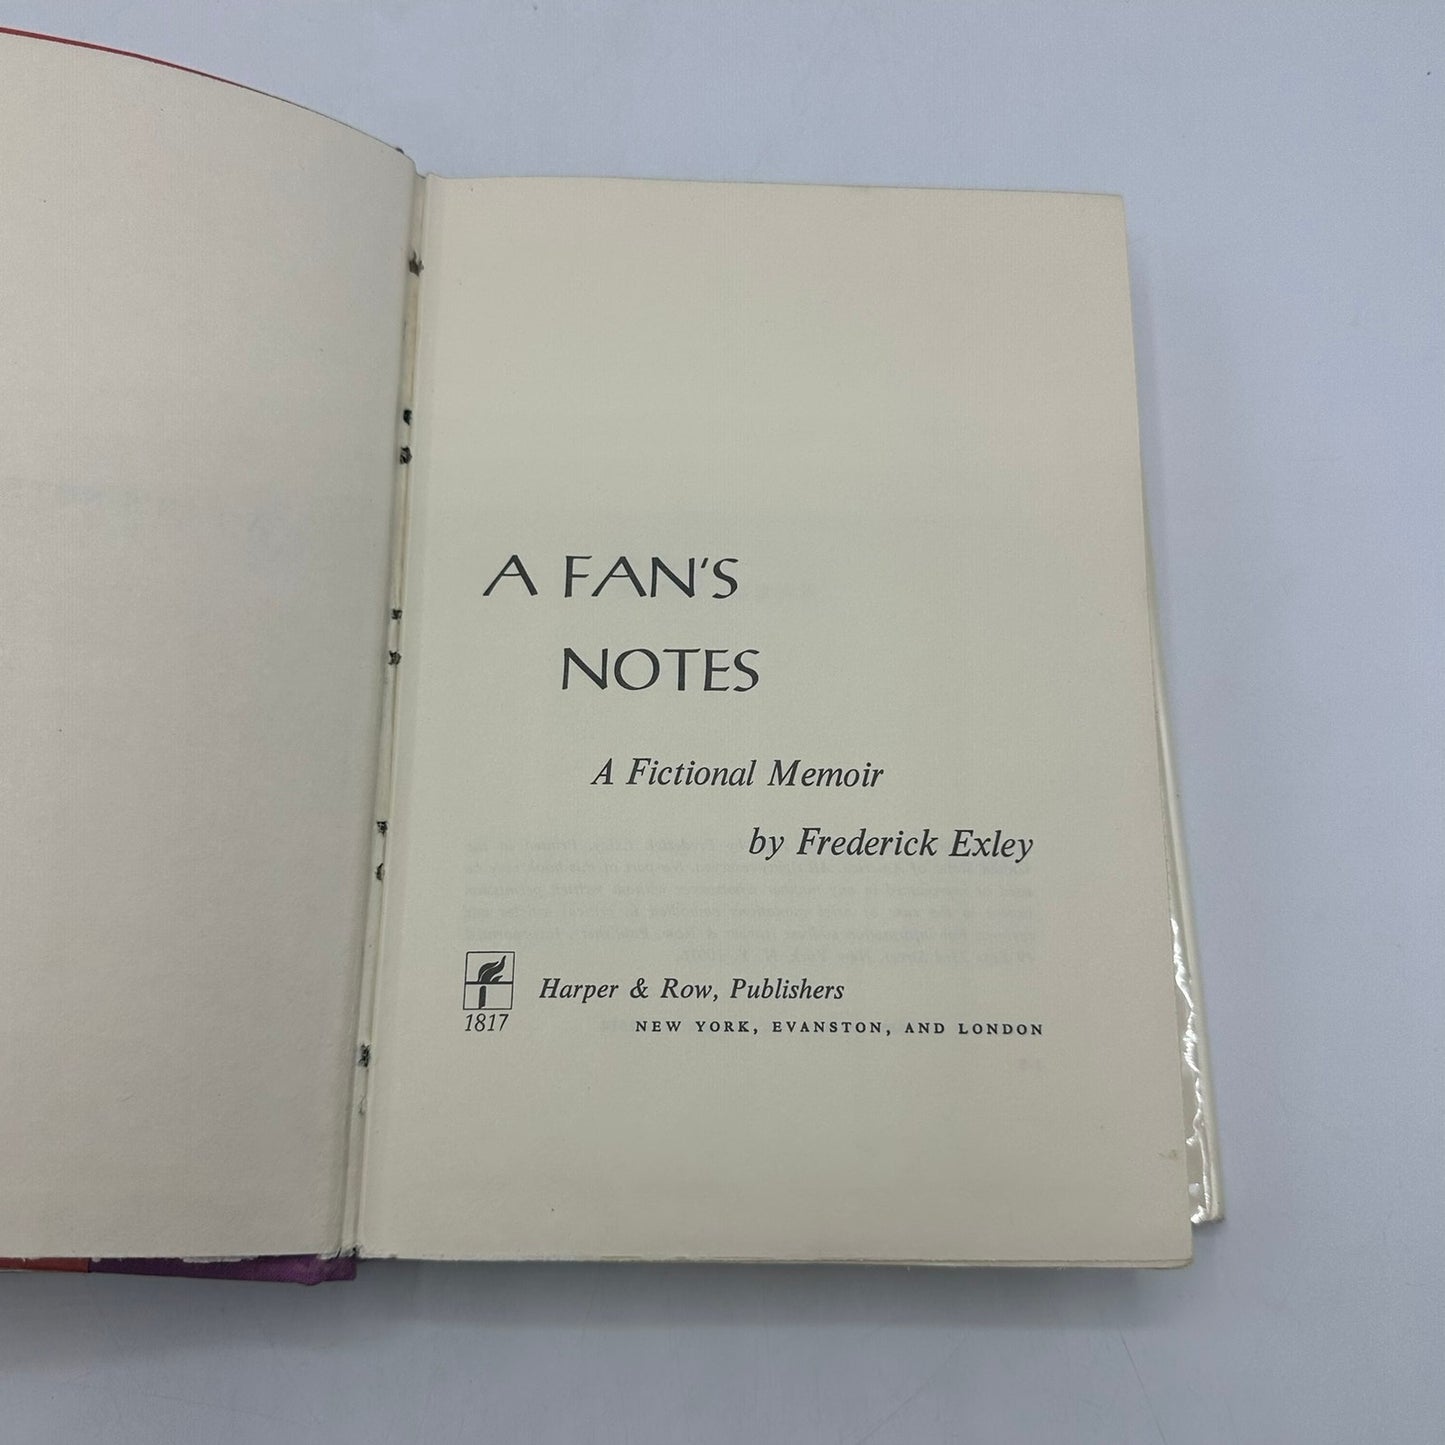 A FAN'S
NOTES
A Fictional Memoir
by Frederick Exley
Harper & Row, Publishers
1817
NEW YORK, EVANSTON, AND LONDON